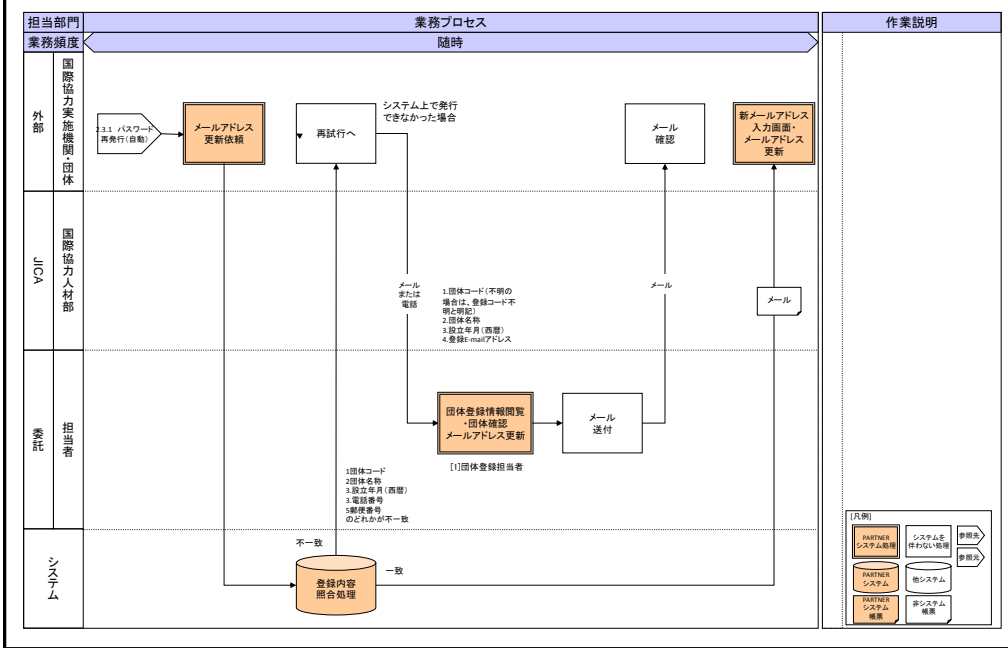 担当部門
業務プロセス
作業説明
業務頻度
随時
外部
国際協力実施機関・団体
2.3.1 パスワード
再発行(自動)
メールアドレス
更新依頼
再試行へ
システム上で発行
できなかった場合
メール
確認
新メールアドレス
入力画面・
メールアドレス
更新
JICA
国際協力人材部
メール
または
電話
1.団体コード(不明の
場合は、登録コード不
明と明記)
2.団体名称
3.設立年月(西暦)
4.登録E-mailアドレス
メール
メール
委託
担当者
団体登録情報閲覧
・団体確認
メールアドレス更新
[1]団体登録担当者
メール
送付
1団体コード
2団体名称
3.設立年月(西暦)
3.電話番号
5郵便番号
のどれかが不一致
システム
不一致
一致
登録内容
照合処理
[凡例]
PARTNER
システム処理
システムを
伴わない処理
参照先
参照元
PARTNER
システム
他システム
PARTNER
システム
帳票
非システム
帳票